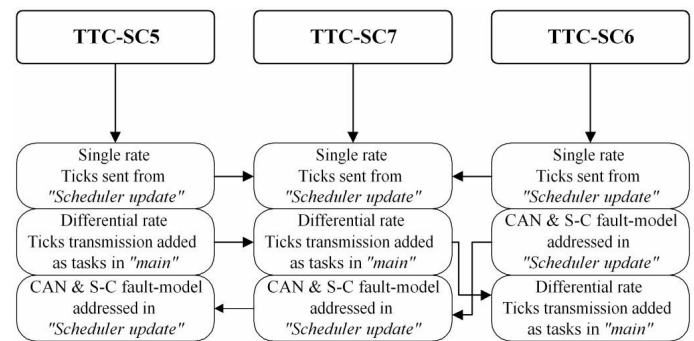 TTC-SC5
TTC-SC7
TTC-SC6
Single rate
Ticks sent from
"Scheduler update"
Single rate
Ticks sent from
"Scheduler update"
Single rate
Ticks sent from
"Scheduler update"
Differential rate
Ticks transmission added
as tasks in "main"
Differential rate
Ticks transmission added
as tasks in "main"
CAN & S-C fault-model
addressed in
"Scheduler update"
CAN & S-C fault-model
addressed in
"Scheduler update"
CAN & S-C fault-model
addressed in
"Scheduler update"
Differential rate
Ticks transmission added
as tasks in "main"